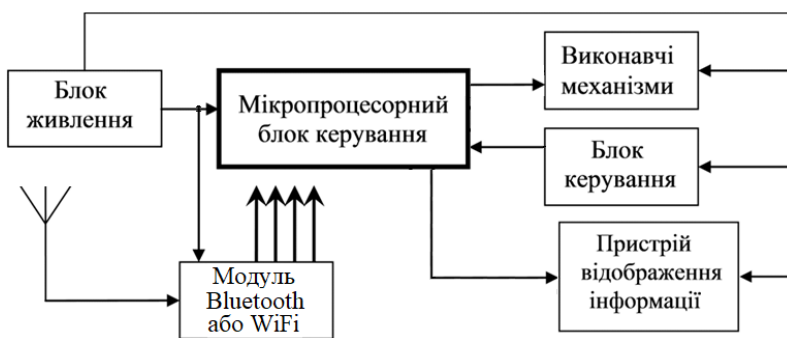 Блок
живлення
Мікропроцесорний
блок керування
Виконавчі
механізми
Блок
керування
Пристрій
відображення
інформації
Модуль
Bluetooth
або WiFi